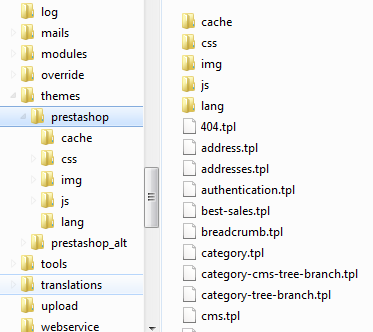 log
mails
modules
override
themes
prestashop
cache
css
img
js
lang
prestashop_alt
tools
translations
upload
webservice
cache
css
img
js
lang
404.tpl
address.tpl
addresses.tpl
authentication.tpl
best-sales.tpl
breadcrumb.tpl
category.tpl
category-cms-tree-branch.tpl
category-tree-branch.tpl
cms.tpl